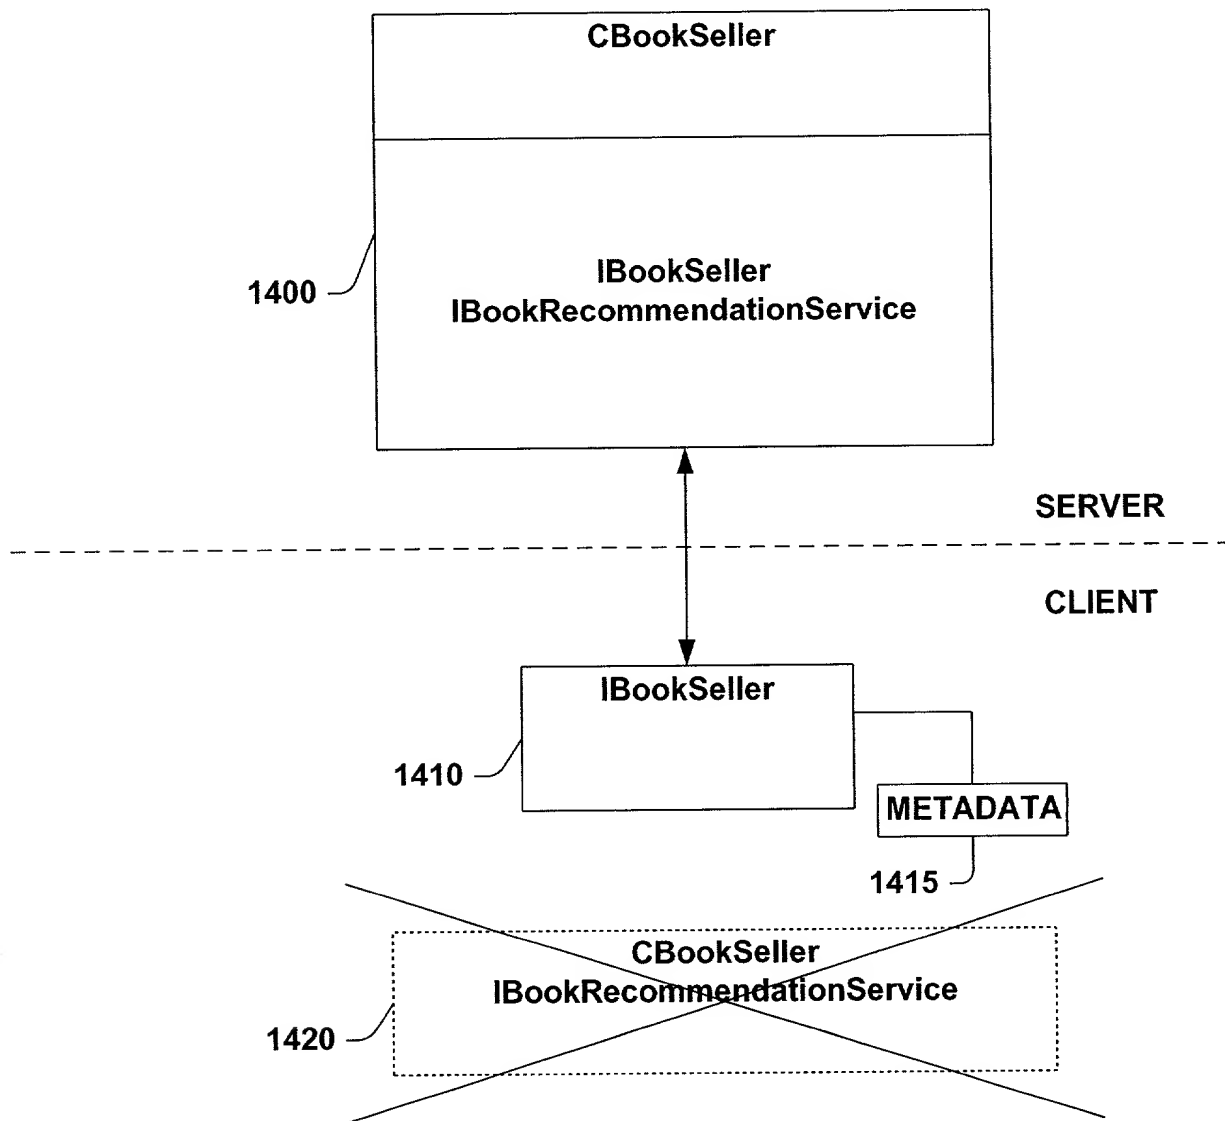 CBookSeller
IBookSeller
1400
IBookRecommendationService
SERVER
CLIENT
IBookSeller
1410
METADATA
1415
CBookSeller
IBookRecommendationService
1420